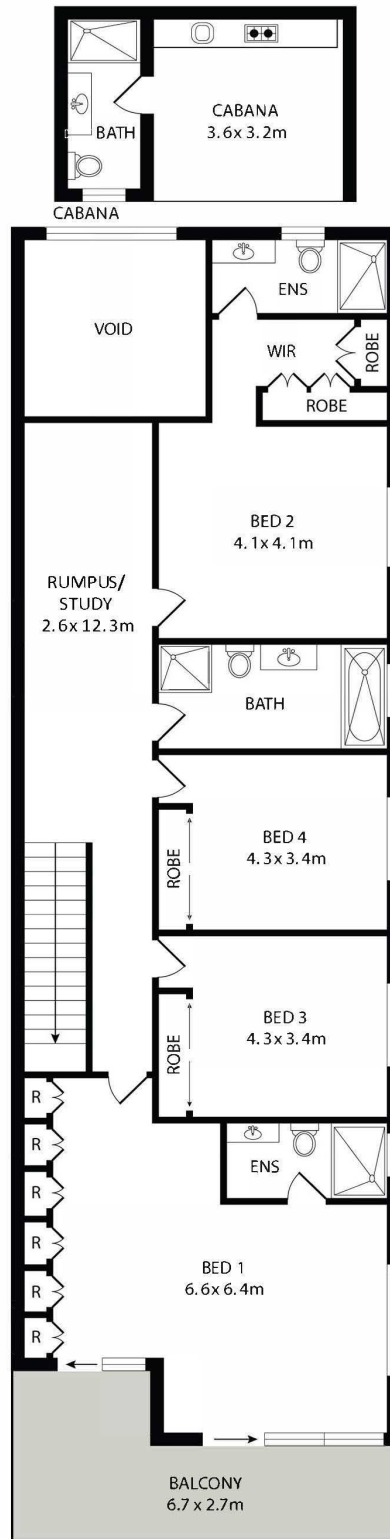 BATH
CABANA
3.6x 3.2m
CABANA
VOID
ENS
WIR
ROBE
ROBE
BED 2
4.1x 4.1m
RUMPUS/
STUDY
2.6x 12.3m
BATH
BED 4
4.3x 3.4m
ROBE
BED 3
4.3x 3.4m
ROBE
R
R
R
R
R
R
ENS
BED 1
6.6x 6.4m
BALCONY
6.7 x 2.7m